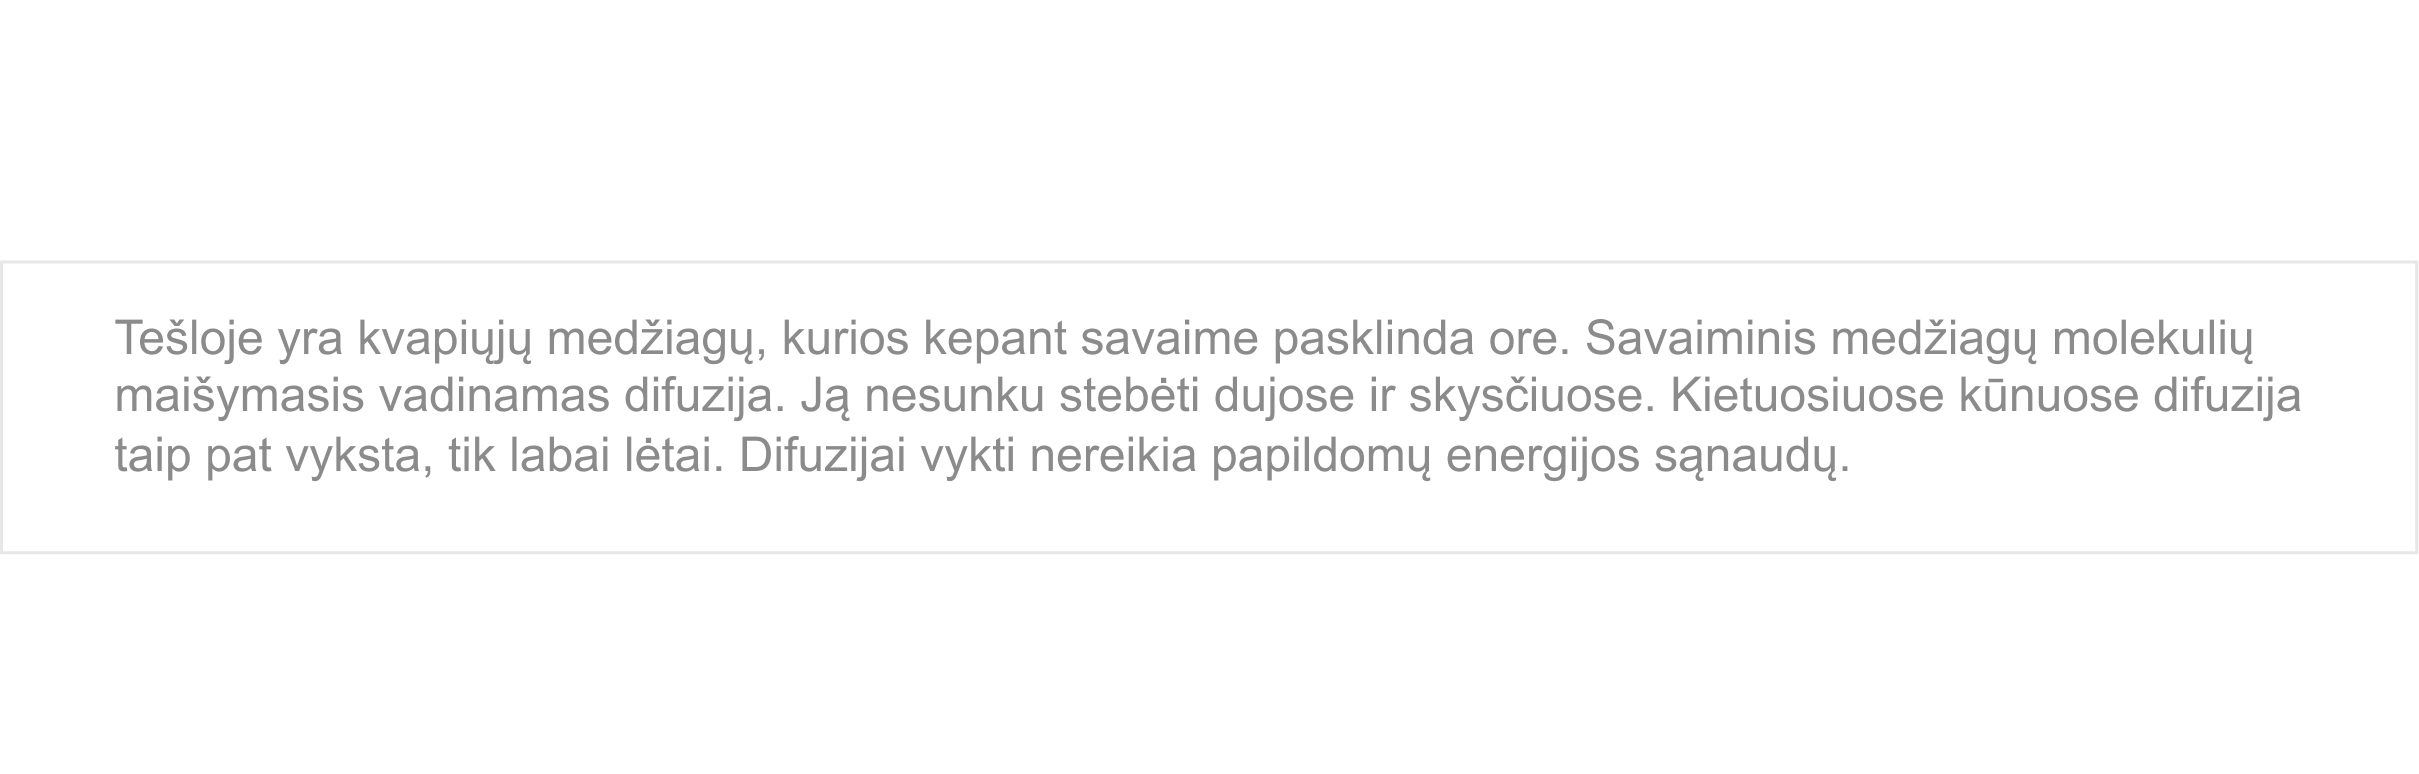 Tešloje yra kvapiųjų medžiagų, kurios kepant savaime pasklinda ore. Savaiminis medžiagų molekulių
maišymasis vadinamas difuzija. Ją nesunku stebėti dujose ir skysčiuose. Kietuosiuose kūnuose difuzija
taip pat vyksta, tik labai lėtai. Difuzijai vykti nereikia papildomų energijos sąnaudų.